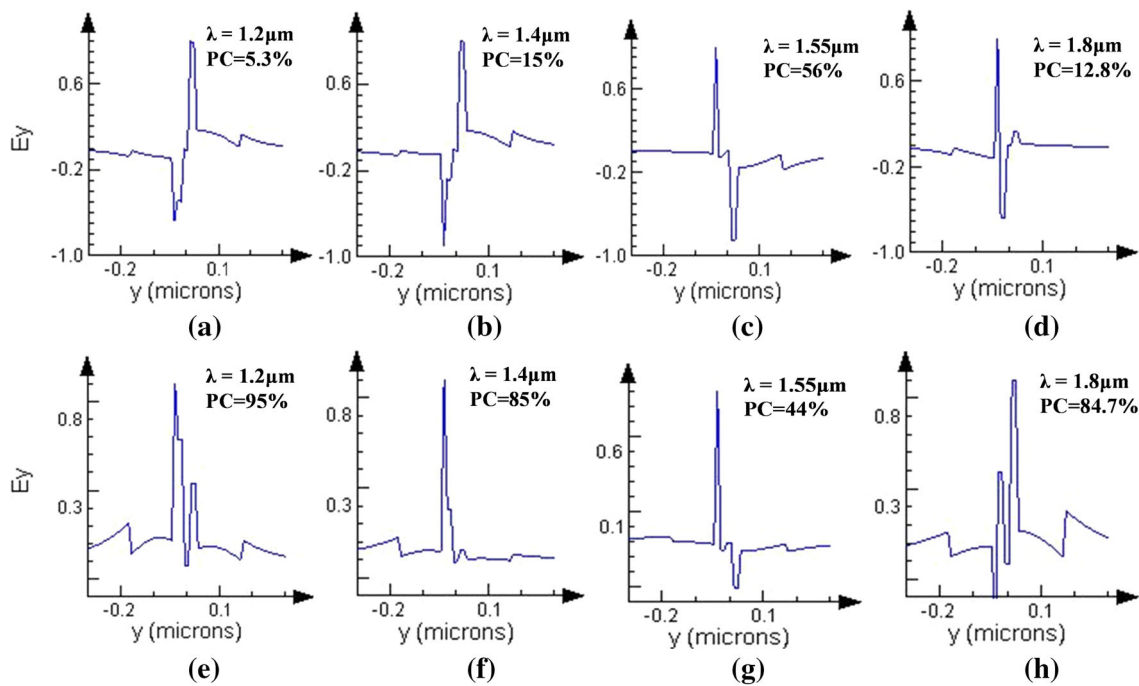 λ = 1.2μm
PC=5.3%
0.6
-0.2
-1.0
Ey
-0.2
0.1
y (microns)
(a)
λ = 1.4μm
PC=15%
0.6
-0.2
-1.0
-0.2
0.1
y (microns)
(b)
λ = 1.55μm
PC=56%
0.6
-0.2
-1.0
-0.2
0.1
y (microns)
(c)
λ = 1.8μm
PC=12.8%
0.6
-0.2
-1.0
-0.2
0.1
y (microns)
(d)
λ = 1.2μm
PC=95%
0.8
0.3
Ey
-0.2
0.1
y (microns)
(e)
λ = 1.4μm
PC=85%
0.8
0.3
-0.2
0.1
y (microns)
(f)
λ = 1.55μm
PC=44%
0.6
0.1
-0.2
0.1
y (microns)
(g)
λ = 1.8μm
PC=84.7%
0.8
0.3
-0.2
0.1
y (microns)
(h)